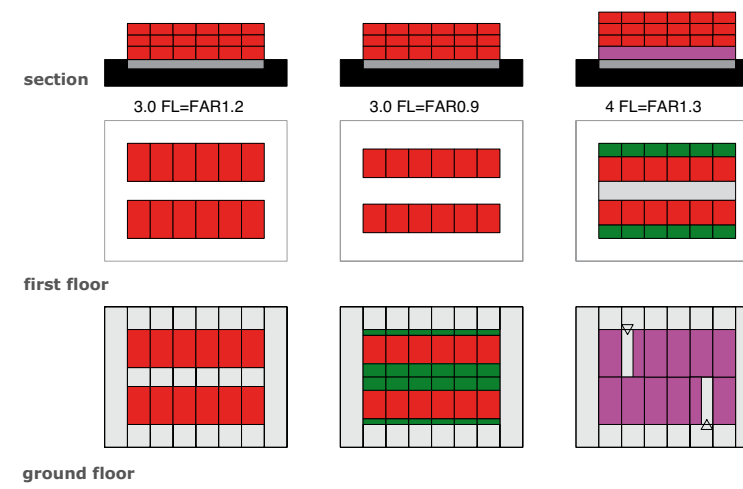 section
3.0 FL=FAR1.2
3.0 FL=FAR0.9
4 FL=FAR1.3
first floor
ground floor